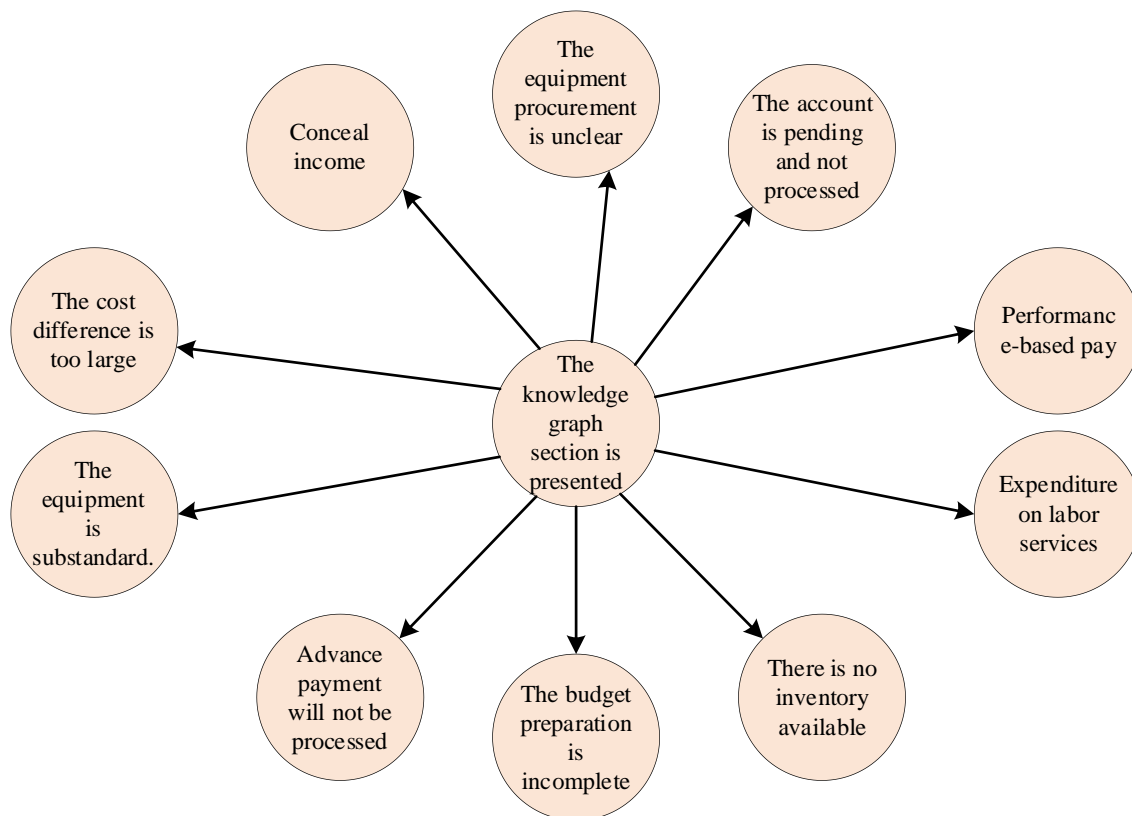 The
equipment
procurement
is unclear
Conceal
income
The account
is pending
and not
processed
The cost
difference is
too large
Performanc
e-based pay
The
knowledge
graph
section is
presented
The
equipment
is
substandard.
Expenditure
on labor
services
Advance
payment
will not be
processed
The budget
preparation
is
incomplete
There is no
inventory
available